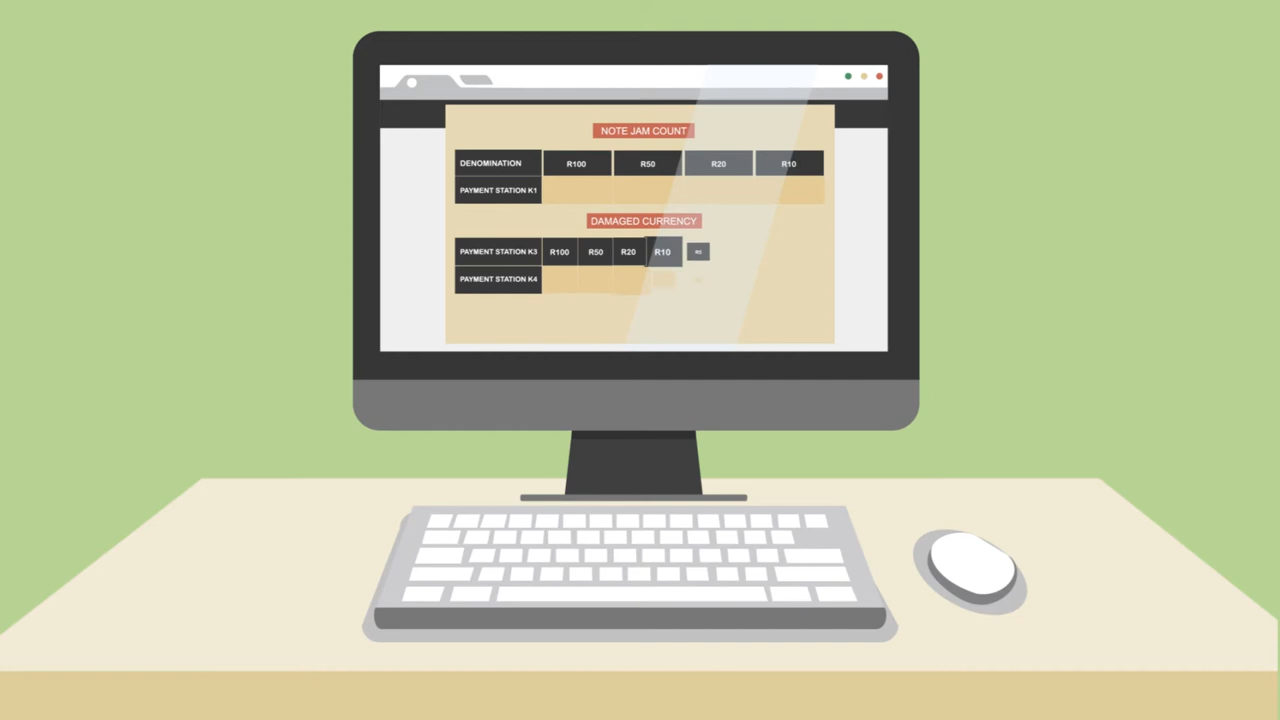 NOTE JAM COUNT
DENOMINATION R100 R50 R20 R10
PAYMENT STATION K1
DAMAGED CURRENCY
PAYMENT STATION K3 R100 R50 R20 R10
PAYMENT STATION K4